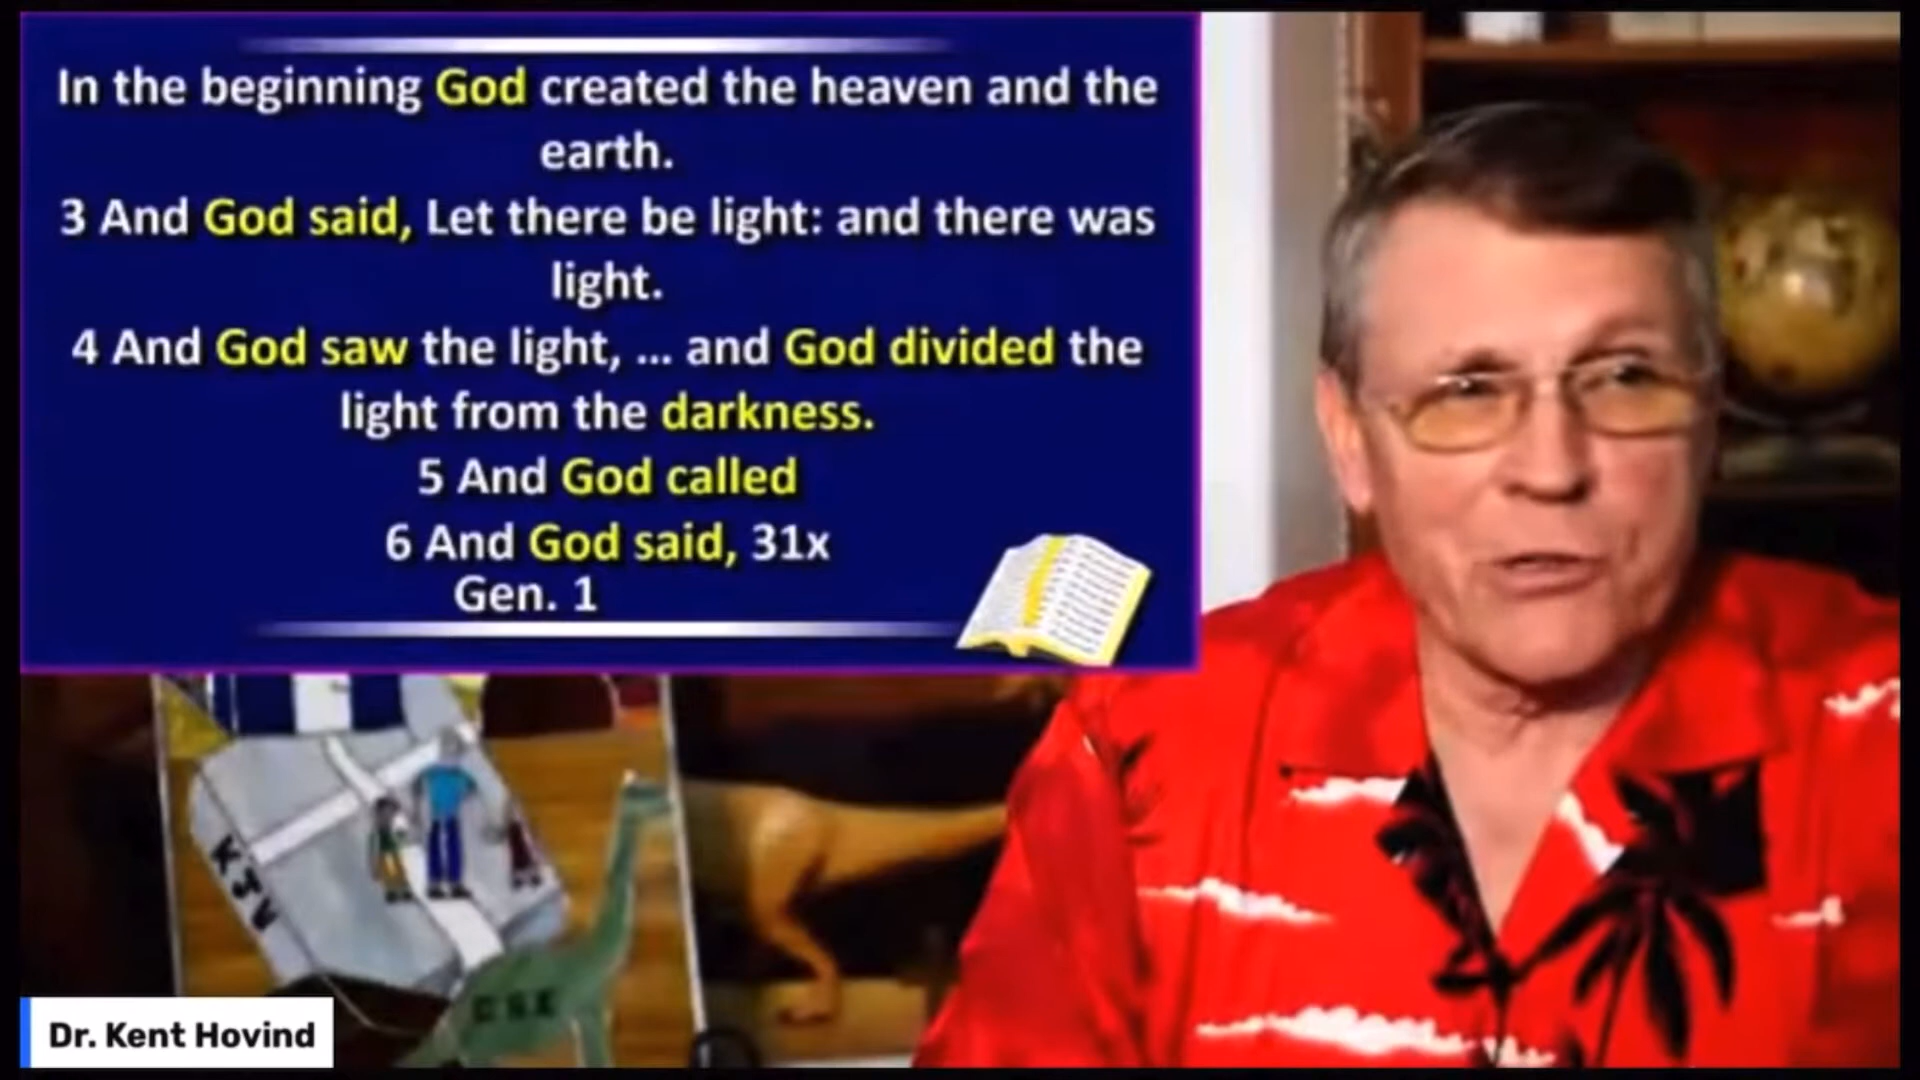 In the beginning God created the heaven and the
earth.
3 And God said, Let there be light: and there was
light.
4 And God saw the light, ... and God divided the
light from the darkness.
5 And God called
6 And God said, 31x
Gen. 1
KJV
CSE
Dr. Kent Hovind